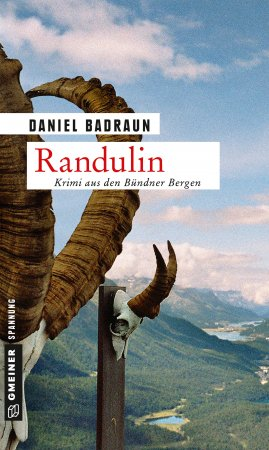 DANIEL BADRAUN
Randulin
Krimi aus den Bündner Bergen
GMEINER SPANNUNG